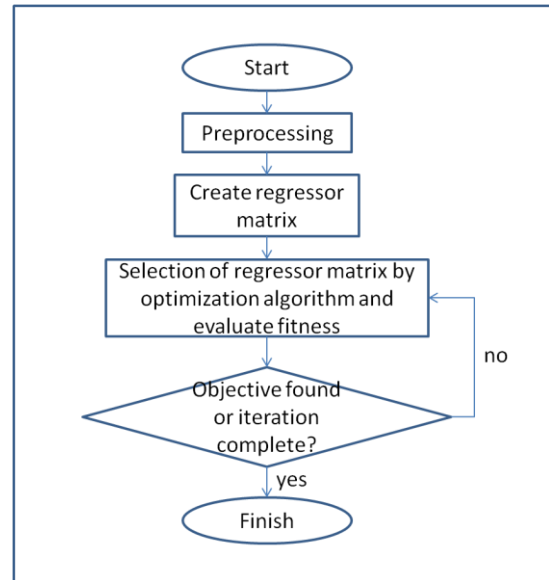 Start
Preprocessing
Create regressor
matrix
Selection of regressor matrix by
optimization algorithm and
evaluate fitness
no
Objective found
or iteration
complete?
yes
Finish